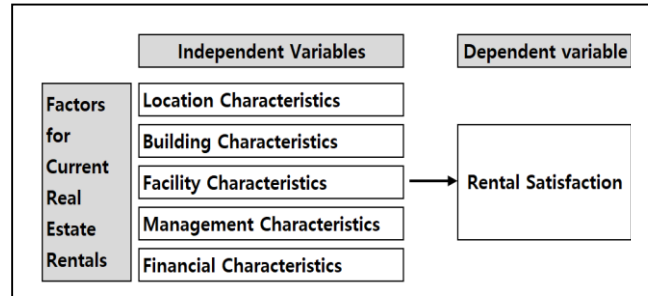 Independent Variables
Dependent variable
Factors
for
Current
Real
Estate
Rentals
Location Characteristics
Building Characteristics
Facility Characteristics
Management Characteristics
Financial Characteristics
Rental Satisfaction